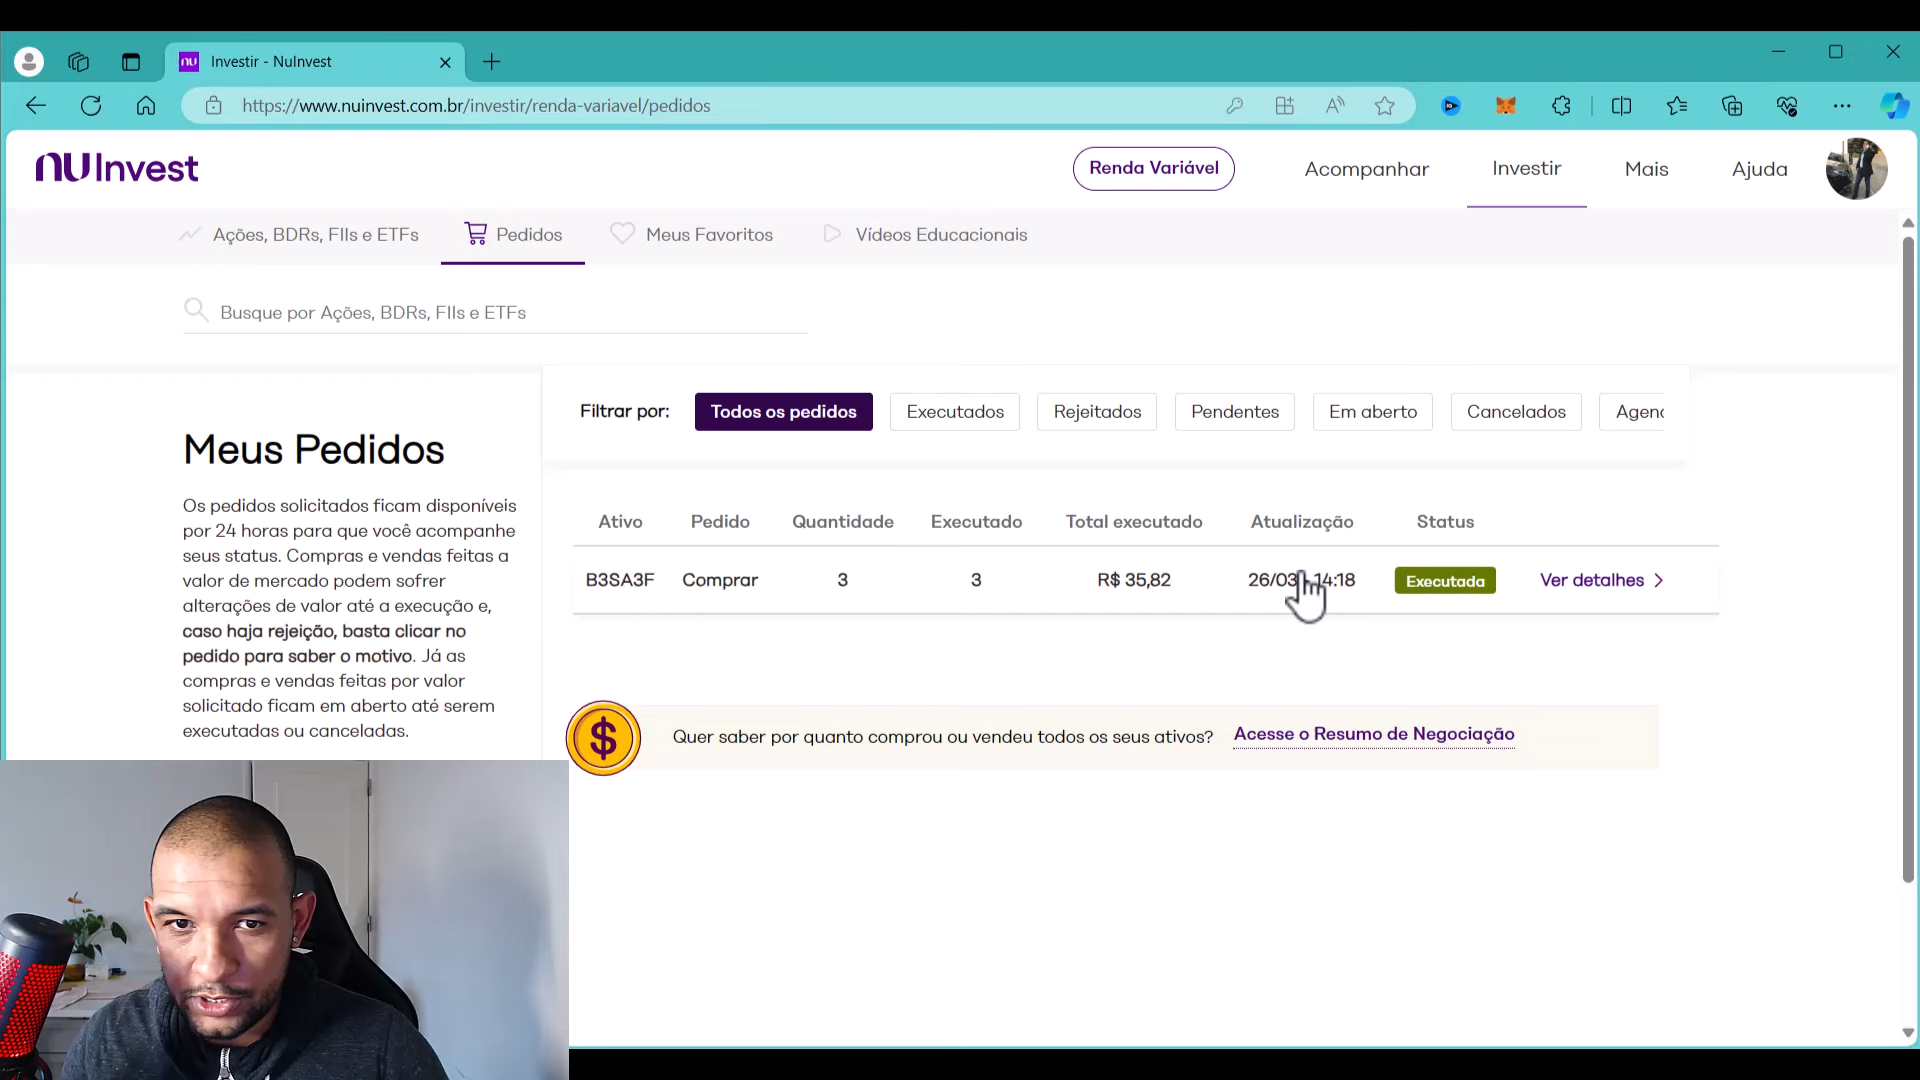 nu
Investir - NuInvest
https://www.nuinvest.com.br/investir/renda-variavel/pedidos
nu Invest
Renda Variável
Acompanhar
Investir
Mais
Ajuda
Ações, BDRs, FIIs e ETFs
Pedidos
Meus Favoritos
Vídeos Educacionais
Busque por Ações, BDRs, FIIs e ETFs
Meus Pedidos
Os pedidos solicitados ficam disponíveis
por 24 horas para que você acompanhe
seus status. Compras e vendas feitas a
valor de mercado podem sofrer
alterações de valor até a execução e,
caso haja rejeição, basta clicar no
pedido para saber o motivo. Já as
compras e vendas feitas por valor
solicitado ficam em aberto até serem
executadas ou canceladas.
Filtrar por:
Todos os pedidos
Executados
Rejeitados
Pendentes
Em aberto
Cancelados
Agen
Ativo Pedido Quantidade Executado Total executado Atualização Status
B3SA3F Comprar 3 3 R$ 35,82 26/03 14:18 Executada Ver detalhes
$
Quer saber por quanto comprou ou vendeu todos os seus ativos? Acesse o Resumo de Negociação